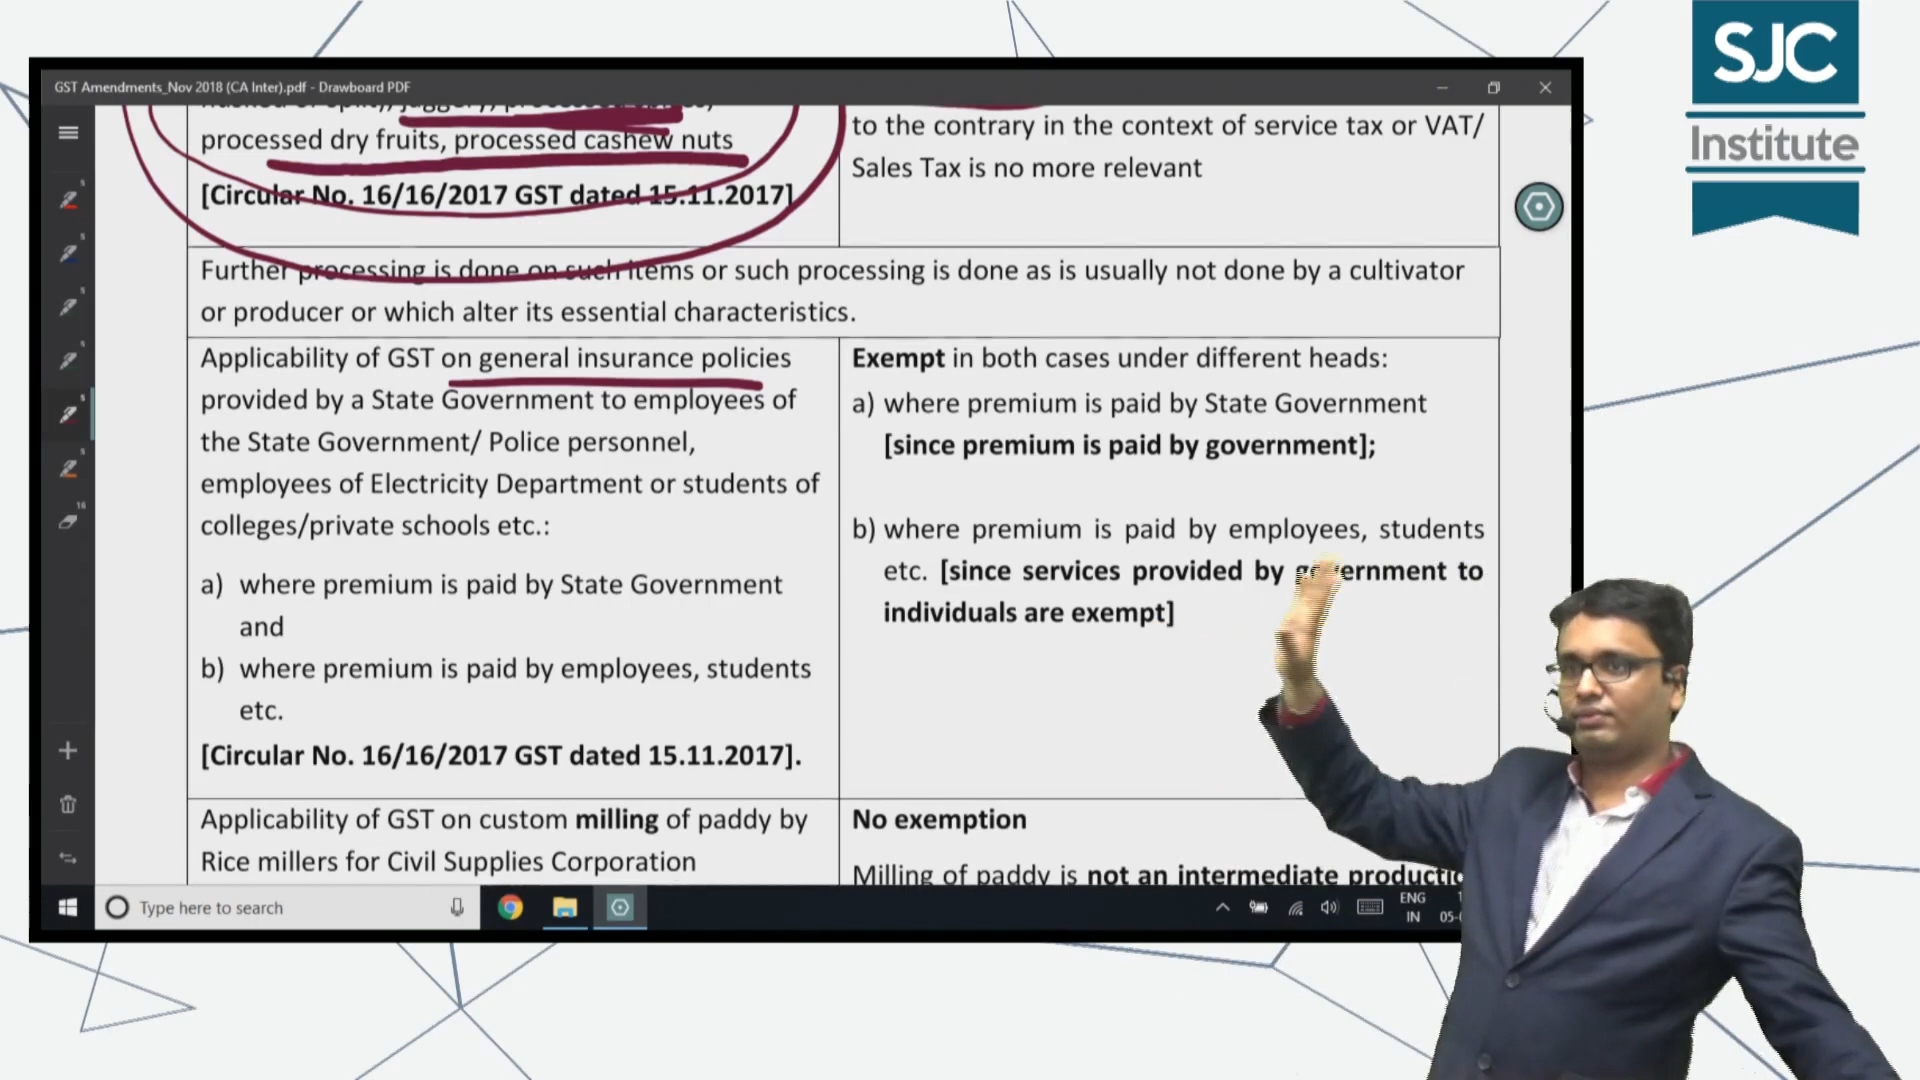 SJC
Institute
GST Amendments_Nov 2018 (CA Inter).pdf - Drawboard PDF
processed dry fruits, processed cashew nuts
[Circular No. 16/16/2017 GST dated 15.11.2017]
to the contrary in the context of service tax or VAT/
Sales Tax is no more relevant
Further processing is done on such items or such processing is done as is usually not done by a cultivator
or producer or which alter its essential characteristics.
Applicability of GST on general insurance policies
provided by a State Government to employees of
the State Government/ Police personnel,
employees of Electricity Department or students of
colleges/private schools etc.:
a) where premium is paid by State Government
and
b) where premium is paid by employees, students
etc.
[Circular No. 16/16/2017 GST dated 15.11.2017].
Exempt in both cases under different heads:
a) where premium is paid by State Government
[since premium is paid by government];
b) where premium is paid by employees, students
etc. [since services provided by government to
individuals are exempt]
Applicability of GST on custom milling of paddy by
Rice millers for Civil Supplies Corporation
No exemption
Milling of paddy is not an intermediate
Type here to search
ENG
IN